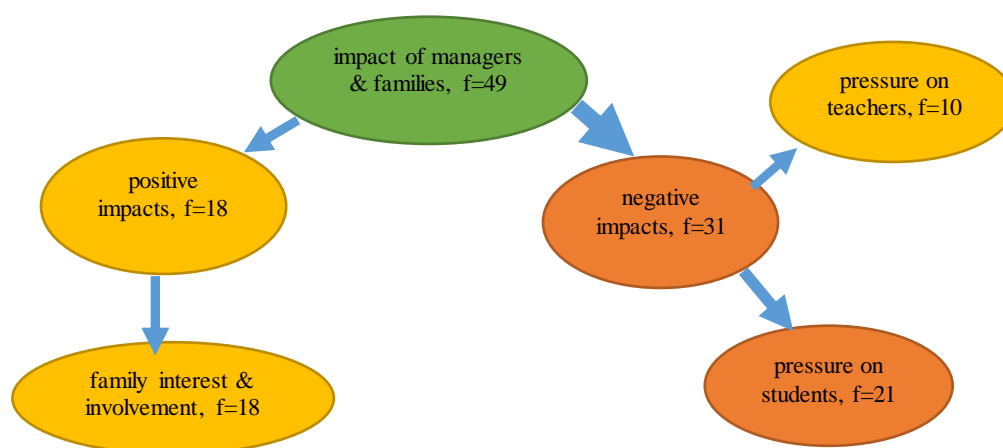 impact of managers
& families, f=49
pressure on
teachers, f=10
positive
impacts, f=18
negative
impacts, f=31
family interest &
involvement, f=18
pressure on
students, f=21